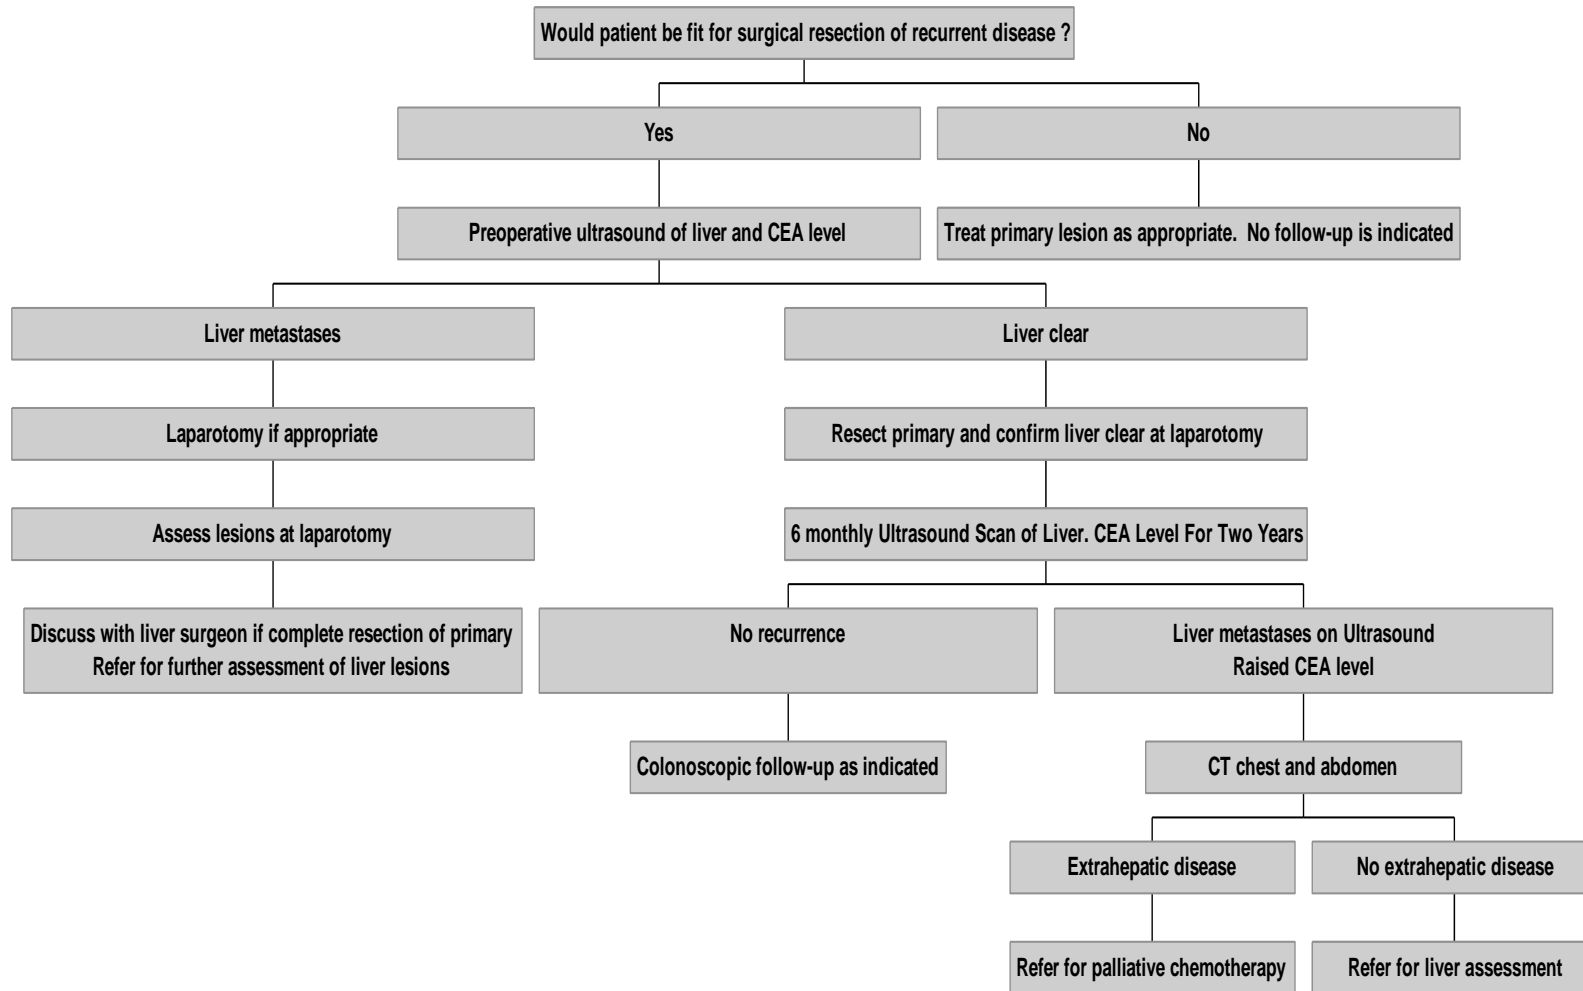 Would patient be fit for surgical resection of recurrent disease ?
Yes
No
Preoperative ultrasound of liver and CEA level
Treat primary lesion as appropriate.  No follow-up is indicated
Liver metastases
Liver clear
Laparotomy if appropriate
Resect primary and confirm liver clear at laparotomy
Assess lesions at laparotomy
6 monthly Ultrasound Scan of Liver. CEA Level For Two Years
Discuss with liver surgeon if complete resection of primary
Refer for further assessment of liver lesions
No recurrence
Liver metastases on Ultrasound
Raised CEA level
Colonoscopic follow-up as indicated
CT chest and abdomen
Extrahepatic disease
No extrahepatic disease
Refer for palliative chemotherapy
Refer for liver assessment